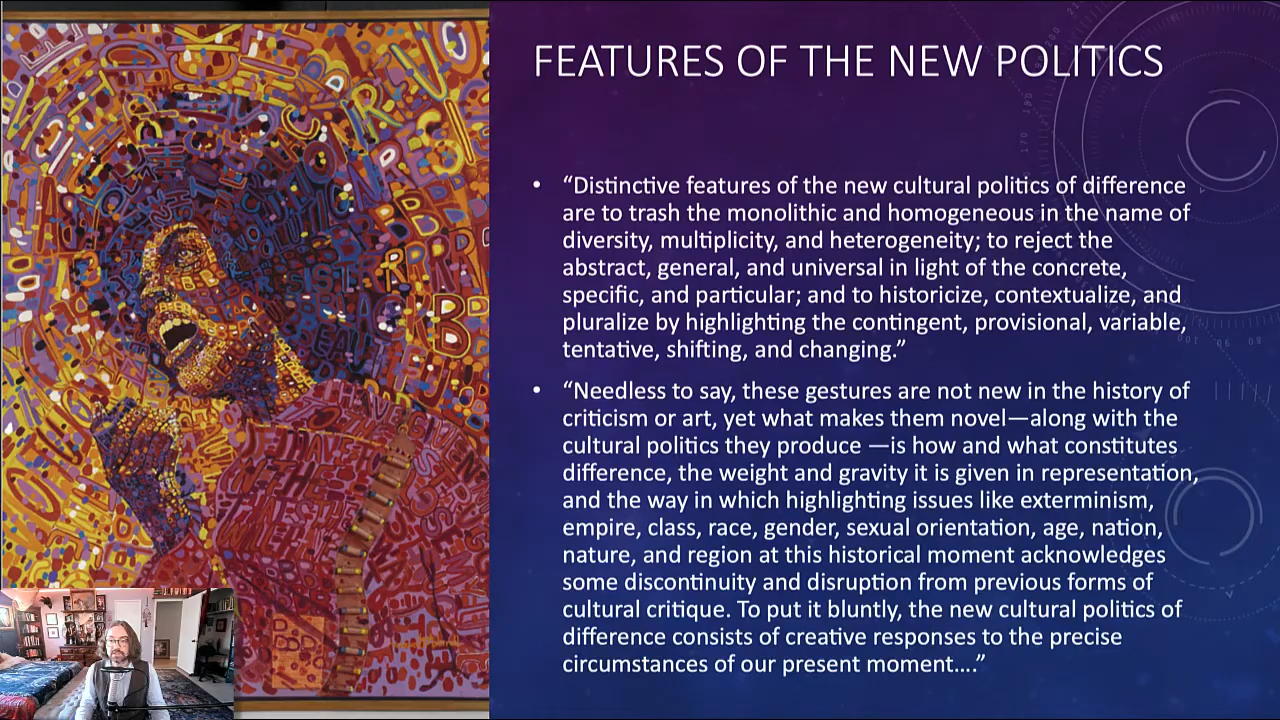 FEATURES OF THE NEW POLITICS
• “Distinctive features of the new cultural politics of difference
are to trash the monolithic and homogeneous in the name of
diversity, multiplicity, and heterogeneity; to reject the
abstract, general, and universal in light of the concrete,
specific, and particular; and to historicize, contextualize, and
pluralize by highlighting the contingent, provisional, variable,
tentative, shifting, and changing.”
• “Needless to say, these gestures are not new in the history of
criticism or art, yet what makes them novel—along with the
cultural politics they produce —is how and what constitutes
difference, the weight and gravity it is given in representation,
and the way in which highlighting issues like exterminism,
empire, class, race, gender, sexual orientation, age, nation,
nature, and region at this historical moment acknowledges
some discontinuity and disruption from previous forms of
cultural critique. To put it bluntly, the new cultural politics of
difference consists of creative responses to the precise
circumstances of our present moment….”